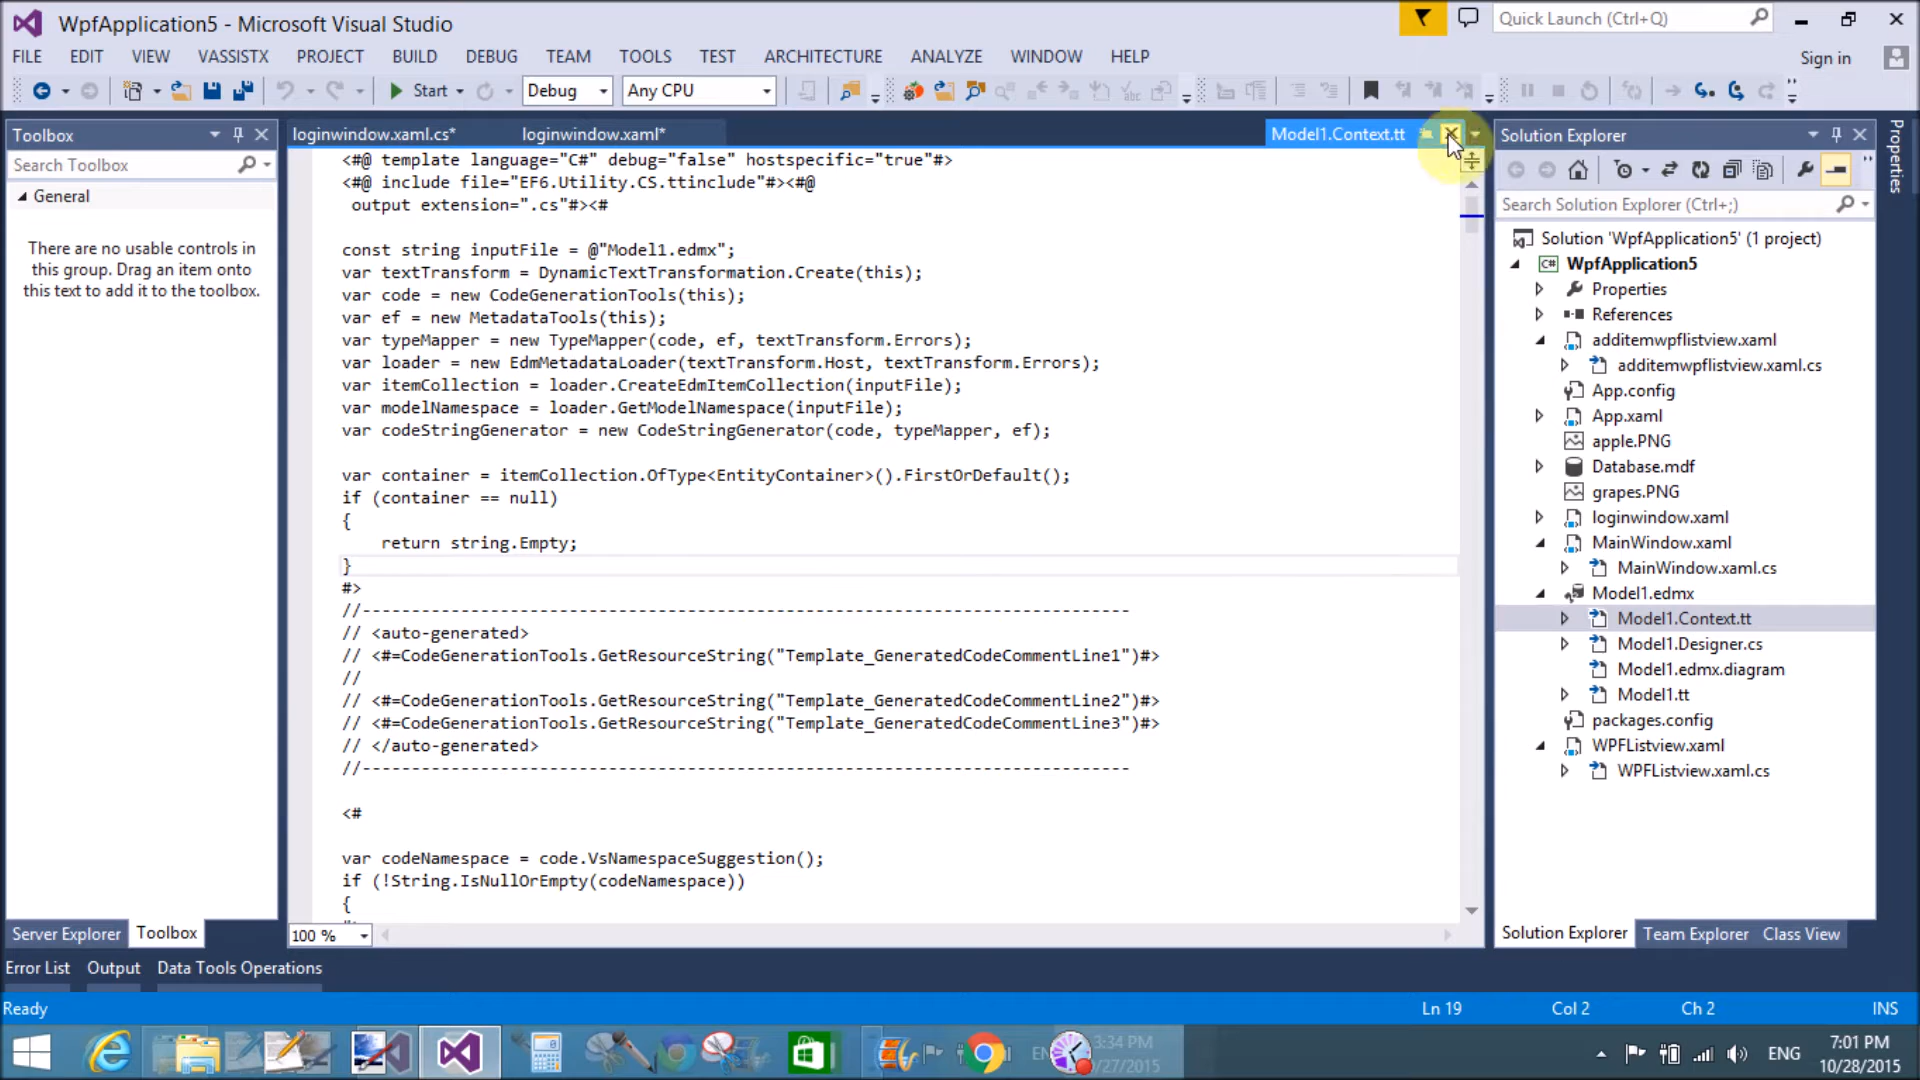 WpfApplication5 - Microsoft Visual Studio
Quick Launch (Ctrl+Q)
FILE EDIT VIEW VASSISTX PROJECT BUILD DEBUG TEAM TOOLS TEST ARCHITECTURE ANALYZE WINDOW HELP
Sign in
Start Debug Any CPU
Toolbox
Search Toolbox
General
There are no usable controls in
this group. Drag an item onto
this text to add it to the toolbox.
Server Explorer Toolbox
loginwindow.xaml.cs* loginwindow.xaml* Model1.Context.tt
<#@ template language="C#" debug="false" hostspecific="true"#>
<#@ include file="EF6.Utility.CS.ttinclude"#><#@
output extension=".cs"#><#
const string inputFile = @"Model1.edmx";
var textTransform = DynamicTextTransformation.Create(this);
var code = new CodeGenerationTools(this);
var ef = new MetadataTools(this);
var typeMapper = new TypeMapper(code, ef, textTransform.Errors);
var loader = new EdmMetadataLoader(textTransform.Host, textTransform.Errors);
var itemCollection = loader.CreateEdmItemCollection(inputFile);
var modelNamespace = loader.GetModelNamespace(inputFile);
var codeStringGenerator = new CodeStringGenerator(code, typeMapper, ef);
var container = itemCollection.OfType<EntityContainer>().FirstOrDefault();
if (container == null)
{
return string.Empty;
}
#>
//------------------------------------------------------------------------------
// <auto-generated>
// <#=CodeGenerationTools.GetResourceString("Template_GeneratedCodeCommentLine1")#>
//
// <#=CodeGenerationTools.GetResourceString("Template_GeneratedCodeCommentLine2")#>
// <#=CodeGenerationTools.GetResourceString("Template_GeneratedCodeCommentLine3")#>
// </auto-generated>
//------------------------------------------------------------------------------
<#
var codeNamespace = code.VsNamespaceSuggestion();
if (!String.IsNullOrEmpty(codeNamespace))
{
100 %
Solution Explorer
Search Solution Explorer (Ctrl+;)
Solution 'WpfApplication5' (1 project)
C# WpfApplication5
Properties
References
additemwpflistview.xaml
additemwpflistview.xaml.cs
App.config
App.xaml
apple.PNG
Database.mdf
grapes.PNG
loginwindow.xaml
MainWindow.xaml
MainWindow.xaml.cs
Model1.edmx
Model1.Context.tt
Model1.Designer.cs
Model1.edmx.diagram
Model1.tt
packages.config
WPFListview.xaml
WPFListview.xaml.cs
Solution Explorer Team Explorer Class View
Properties
Error List Output Data Tools Operations
Ready Ln 19 Col 2 Ch 2 INS
3:34 PM
ENG 7:01 PM
10/28/2015